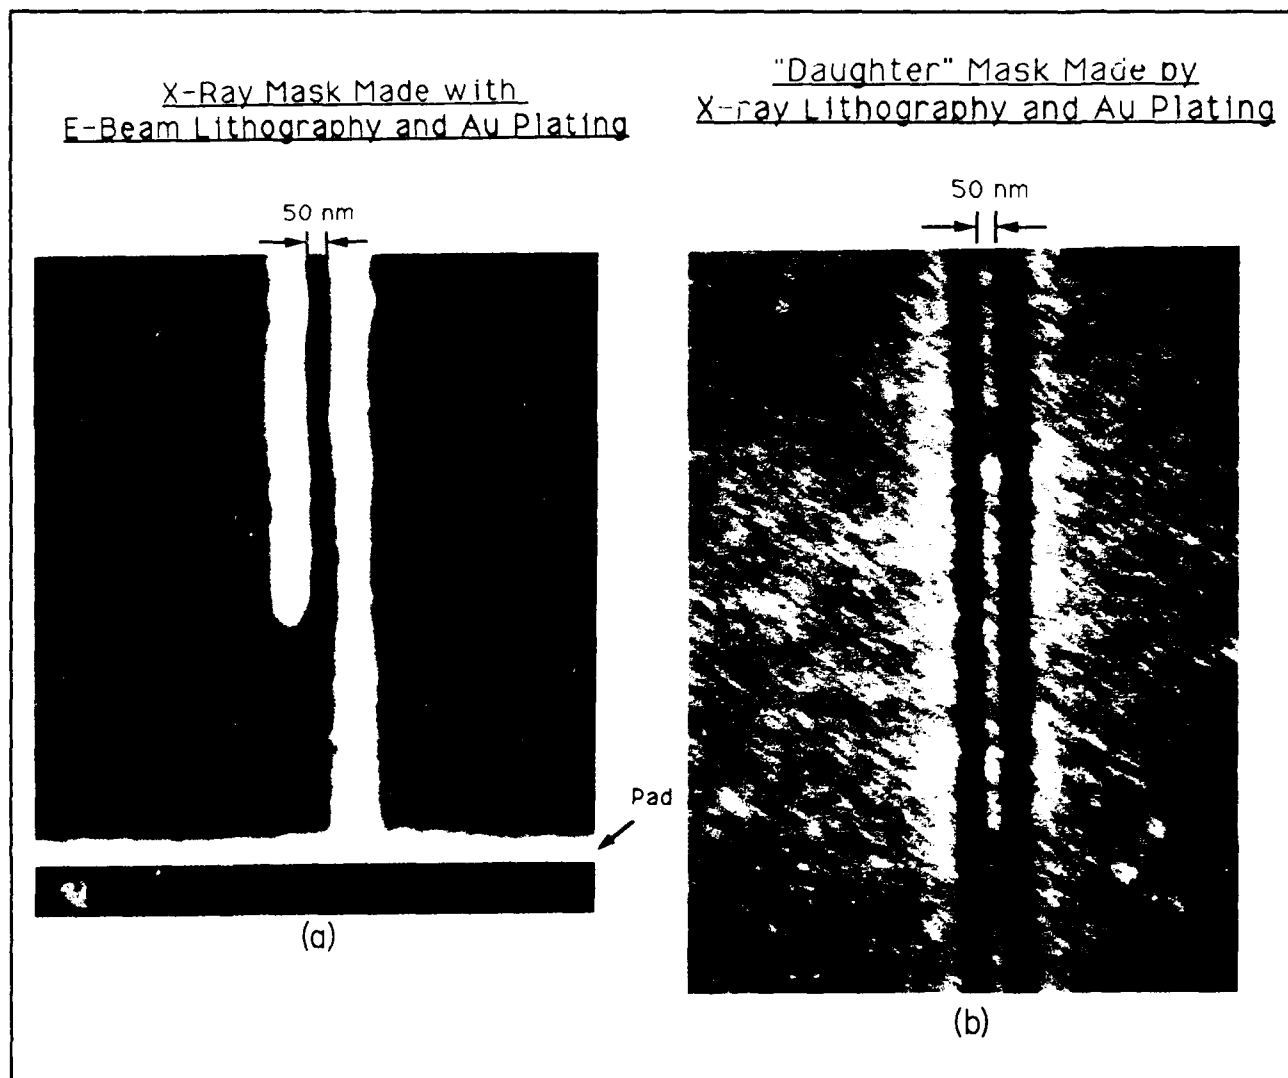 X-Ray Mask Made with
E-Beam Lithography and Au Plating
"Daughter" Mask Made by
X-ray Lithography and Au Plating
50 nm
50 nm
Pad
(a)
(b)